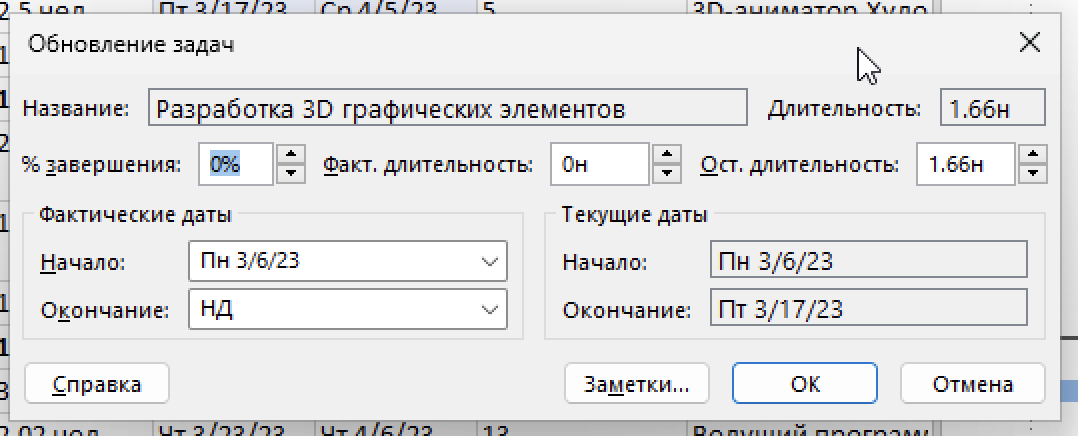 2.5 нед Пт 3/17/23 Ср 4/5/23 5 3D-аниматор,Худо
Обновление задач
Название: Разработка 3D графических элементов Длительность: 1.66н
% завершения: 0% Факт. длительность: 0н Ост. длительность: 1.66н
Фактические даты Текущие даты
Начало: Пн 3/6/23 Начало: Пн 3/6/23
Окончание: НД Окончание: Пт 3/17/23
Справка Заметки... ОК Отмена
2.02 нед Чт 3/23/23 Чт 4/6/23 13 Ведущий програм